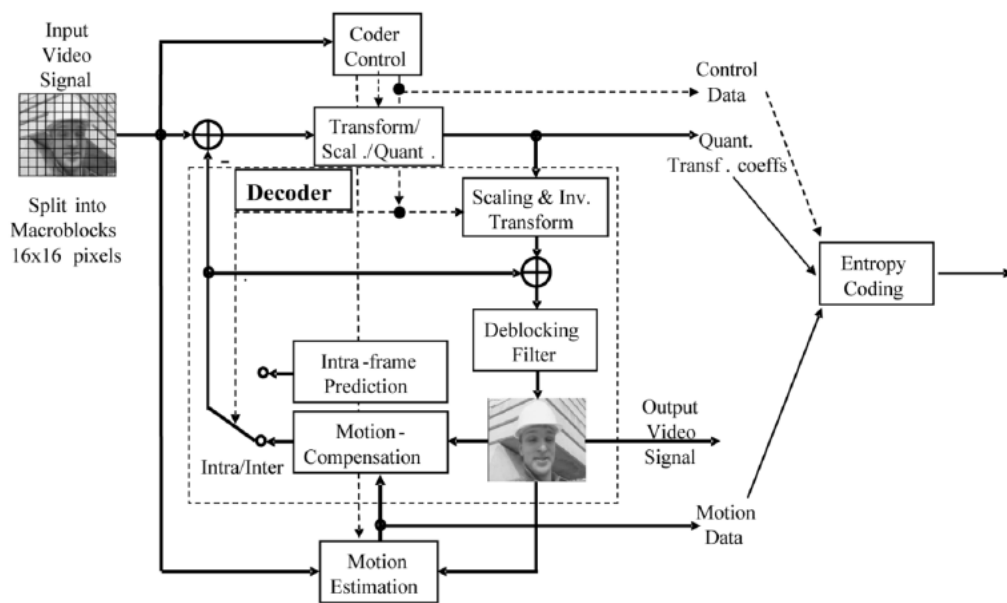 Input
Video
Signal
Split into
Macroblocks
16x16 pixels
Coder
Control
Transform/
Scal./Quant.
-
Decoder
Scaling & Inv.
Transform
Deblocking
Filter
Intra-frame
Prediction
Motion-
Compensation
Intra/Inter
Motion
Estimation
Control
Data
Quant.
Transf. coeffs
Entropy
Coding
Output
Video
Signal
Motion
Data